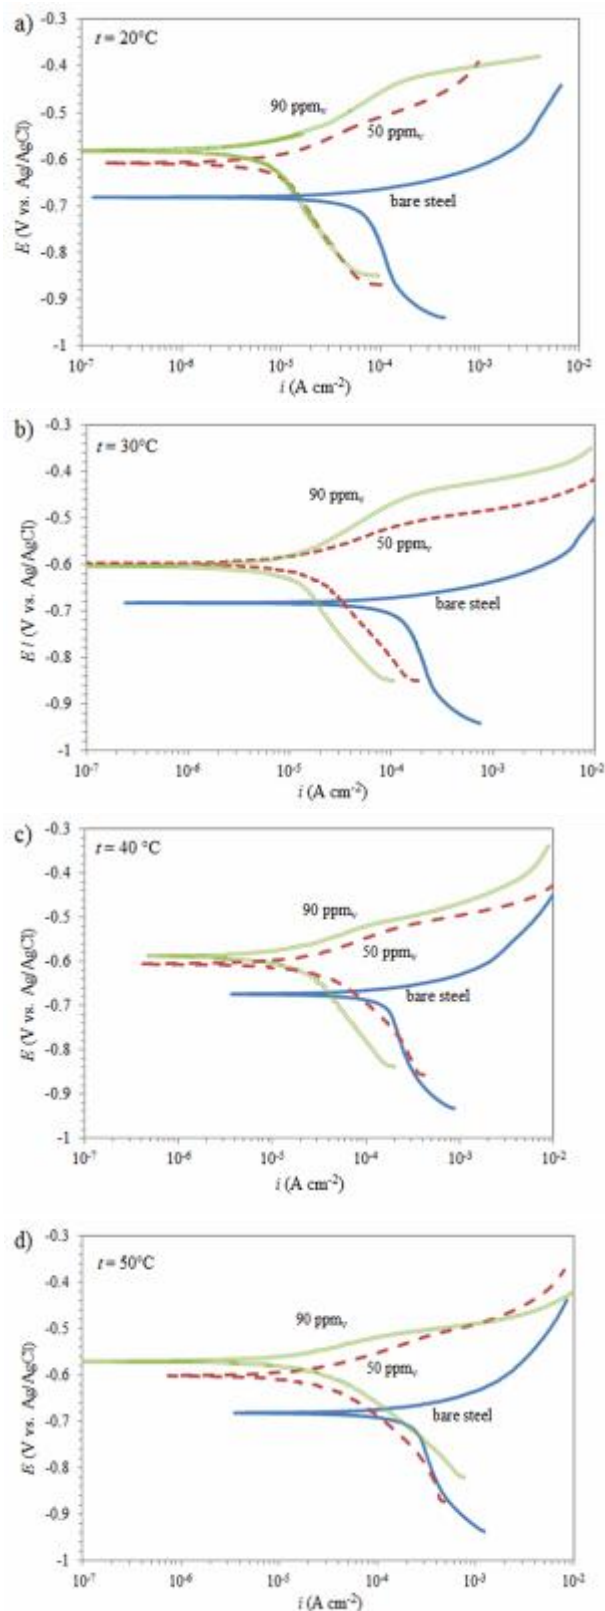 a)
t = 20°C
-0.3
-0.4
-0.5
-0.6
-0.7
-0.8
-0.9
-1
E (V vs. Ag/AgCl)
90 ppmᵥ
50 ppmᵥ
bare steel
10⁻⁷ 10⁻⁶ 10⁻⁵ 10⁻⁴ 10⁻³ 10⁻²
i (A cm⁻²)
b)
t = 30°C
-0.3
-0.4
-0.5
-0.6
-0.7
-0.8
-0.9
-1
E / (V vs. Ag/AgCl)
90 ppmᵥ
50 ppmᵥ
bare steel
10⁻⁷ 10⁻⁶ 10⁻⁵ 10⁻⁴ 10⁻³ 10⁻²
i (A cm⁻²)
c)
t = 40 °C
-0.3
-0.4
-0.5
-0.6
-0.7
-0.8
-0.9
-1
E (V vs. Ag/AgCl)
90 ppmᵥ
50 ppmᵥ
bare steel
10⁻⁷ 10⁻⁶ 10⁻⁵ 10⁻⁴ 10⁻³ 10⁻²
i (A cm⁻²)
d)
t = 50°C
-0.3
-0.4
-0.5
-0.6
-0.7
-0.8
-0.9
-1
E (V vs. Ag/AgCl)
90 ppmᵥ
50 ppmᵥ
bare steel
10⁻⁷ 10⁻⁶ 10⁻⁵ 10⁻⁴ 10⁻³ 10⁻²
i (A cm⁻²)